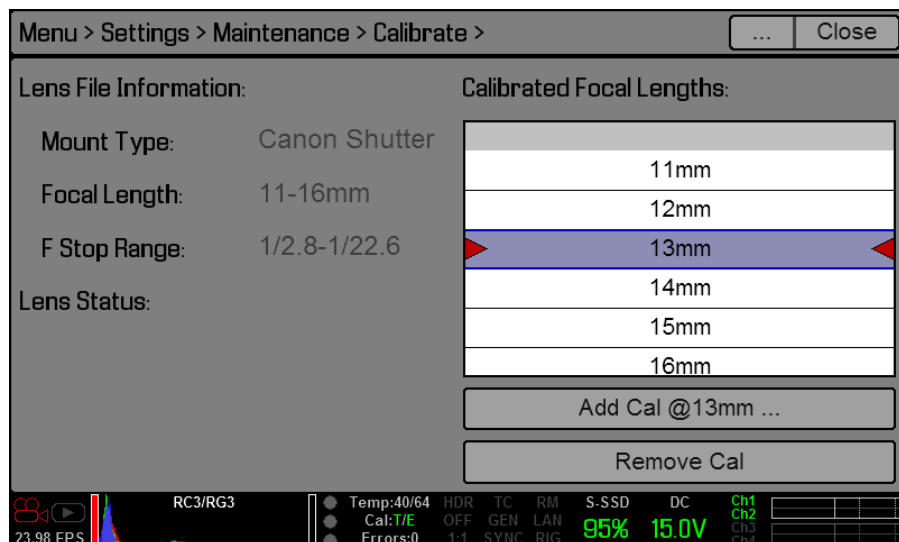 Menu > Settings > Maintenance > Calibrate >
... Close
Lens File Information:
Calibrated Focal Lengths:
Mount Type: Canon Shutter
Focal Length: 11-16mm
F Stop Range: 1/2.8-1/22.6
Lens Status:
11mm
12mm
13mm
14mm
15mm
16mm
Add Cal @13mm ...
Remove Cal
RC3/RG3 Temp:40/64 HDR TC RM S-SSD DC Ch1
Cal:T/E OFF GEN LAN 95% 15.0V Ch2
Ch3
23.98 FPS Errors:0 1:1 SYNC RIG Ch4